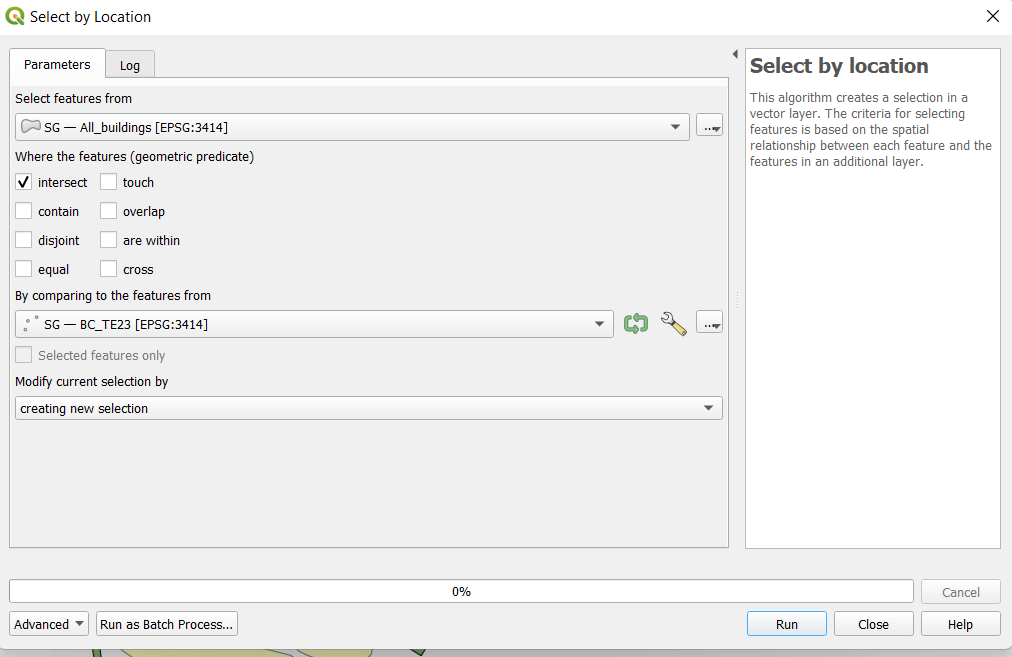 Select by Location
Parameters
Log
Select features from
SG — All_buildings [EPSG:3414]
...
Where the features (geometric predicate)
intersect touch
contain overlap
disjoint are within
equal cross
By comparing to the features from
SG — BC_TE23 [EPSG:3414]
...
Selected features only
Modify current selection by
creating new selection
Select by location
This algorithm creates a selection in a
vector layer. The criteria for selecting
features is based on the spatial
relationship between each feature and the
features in an additional layer.
0%
Cancel
Advanced
Run as Batch Process...
Run
Close
Help